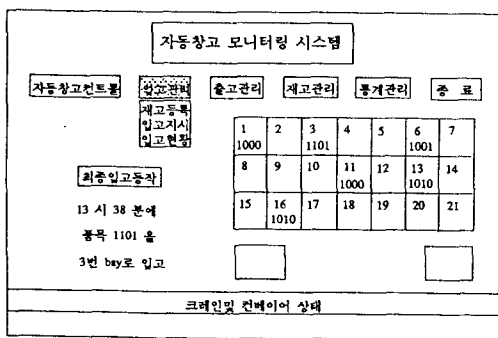 자동창고 모니터링 시스템
자동창고컨트롤 입고관리 출고관리 재고관리 통계관리 종 료
재고등록
입고지시
입고현황
1 2 3 4 5 6 7
1000 1101 1001
8 9 10 11 12 13 14
1000 1010
15 16 17 18 19 20 21
1010
최종입고동작
13 시 38 분에
품목 1101 을
3번 bay로 입고
크레인및 컨베이어 상태